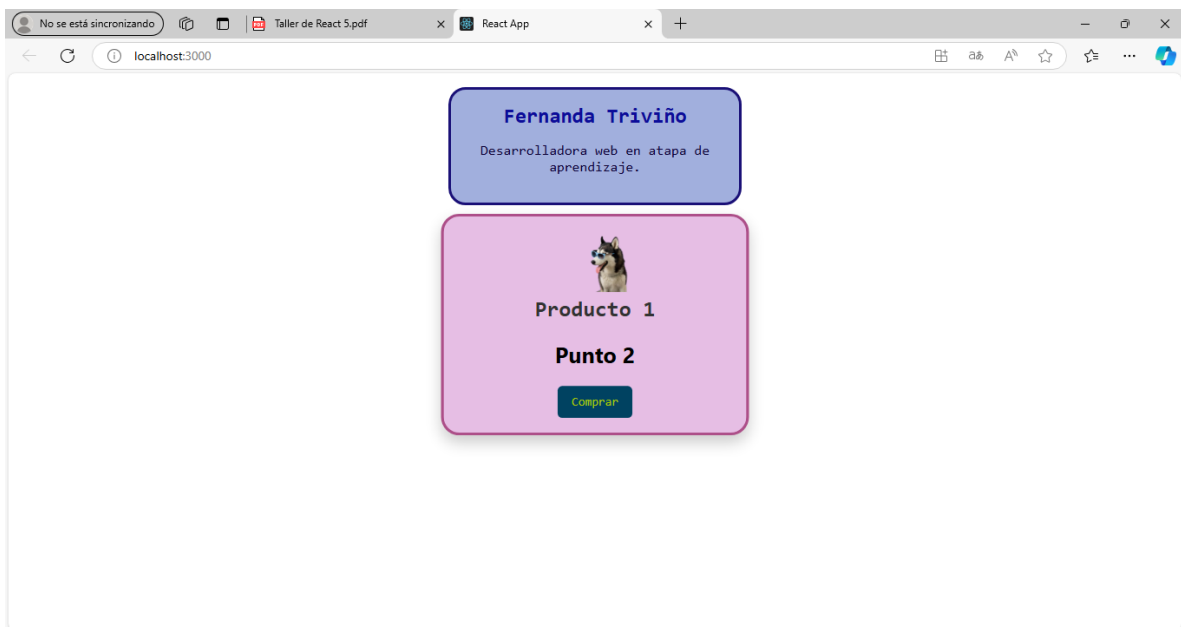 No se está sincronizando
Taller de React 5.pdf
React App
localhost:3000
Fernanda Triviño
Desarrolladora web en atapa de
aprendizaje.
Producto 1
Punto 2
Comprar